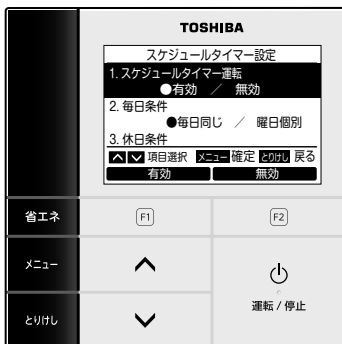 TOSHIBA
スケジュールタイマー設定
1. スケジュールタイマー運転
●有効 ／ 無効
2. 毎日条件
●毎日同じ ／ 曜日個別
3. 休日条件
項目選択 メニュー 確定 とりけし 戻る
有効 無効
省エネ F1 F2
メニュー
運転 / 停止
とりけし